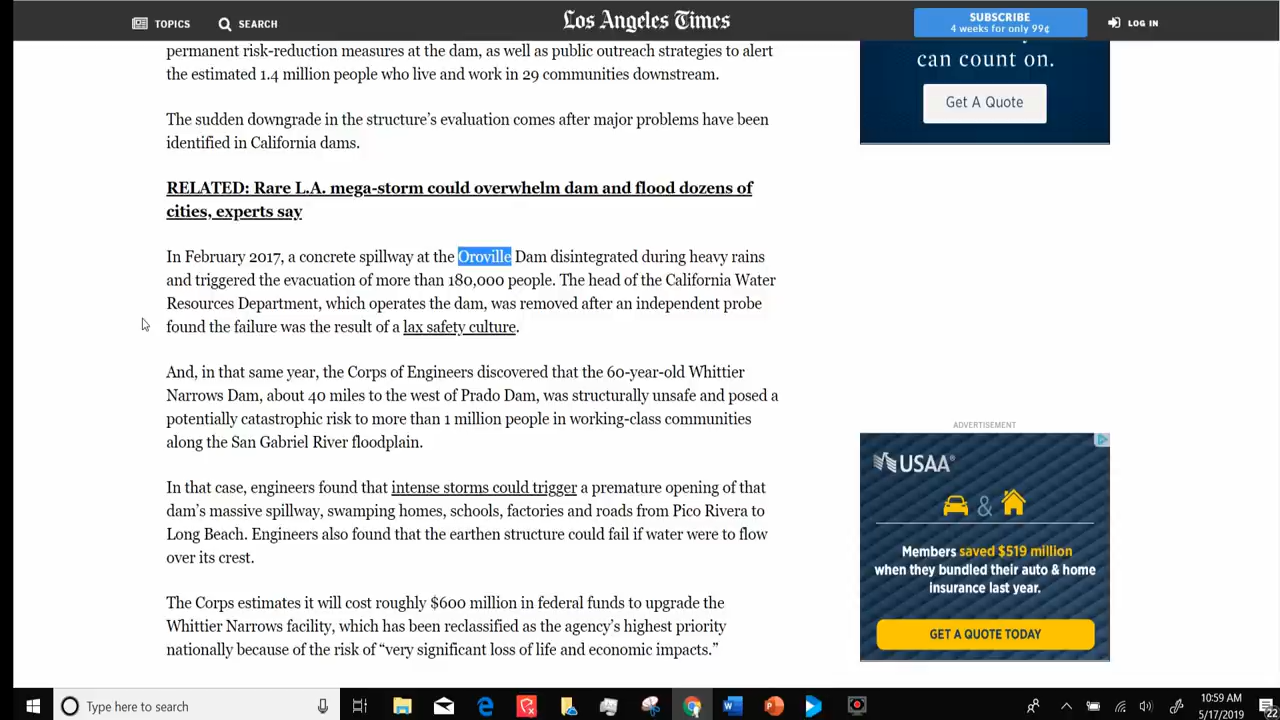 TOPICS
SEARCH
Los Angeles Times
SUBSCRIBE
4 weeks for only 99¢
LOG IN
permanent risk-reduction measures at the dam, as well as public outreach strategies to alert
the estimated 1.4 million people who live and work in 29 communities downstream.
can count on.
Get A Quote
The sudden downgrade in the structure’s evaluation comes after major problems have been
identified in California dams.
RELATED: Rare L.A. mega-storm could overwhelm dam and flood dozens of
cities, experts say
In February 2017, a concrete spillway at the Oroville Dam disintegrated during heavy rains
and triggered the evacuation of more than 180,000 people. The head of the California Water
Resources Department, which operates the dam, was removed after an independent probe
found the failure was the result of a lax safety culture.
And, in that same year, the Corps of Engineers discovered that the 60-year-old Whittier
Narrows Dam, about 40 miles to the west of Prado Dam, was structurally unsafe and posed a
potentially catastrophic risk to more than 1 million people in working-class communities
along the San Gabriel River floodplain.
In that case, engineers found that intense storms could trigger a premature opening of that
dam’s massive spillway, swamping homes, schools, factories and roads from Pico Rivera to
Long Beach. Engineers also found that the earthen structure could fail if water were to flow
over its crest.
The Corps estimates it will cost roughly $600 million in federal funds to upgrade the
Whittier Narrows facility, which has been reclassified as the agency’s highest priority
nationally because of the risk of “very significant loss of life and economic impacts.”
ADVERTISEMENT
USAA®
&
Members saved $519 million
when they bundled their auto & home
insurance last year.
GET A QUOTE TODAY
Type here to search
10:59 AM
5/17/2019
22